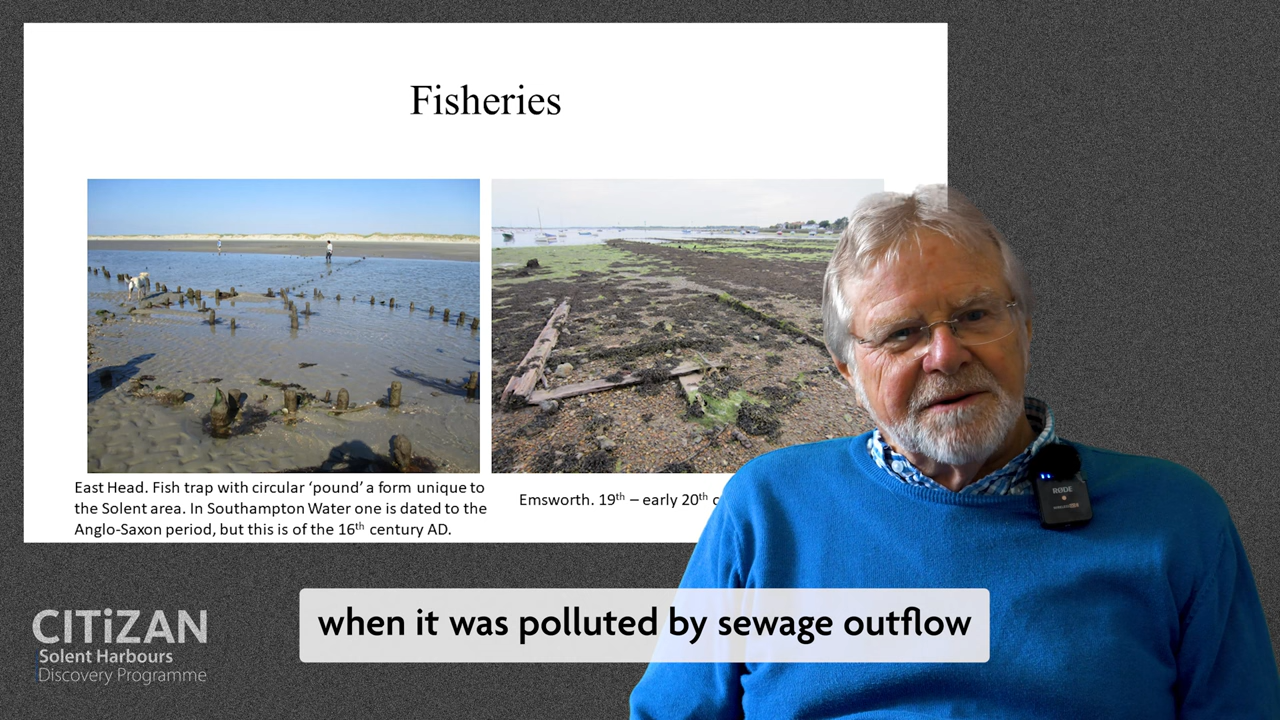 Fisheries
East Head. Fish trap with circular ‘pound’ a form unique to
the Solent area. In Southampton Water one is dated to the
Anglo-Saxon period, but this is of the 16th century AD.
Emsworth. 19th – early 20th c
RØDE
when it was polluted by sewage outflow
CITiZAN
Solent Harbours
Discovery Programme